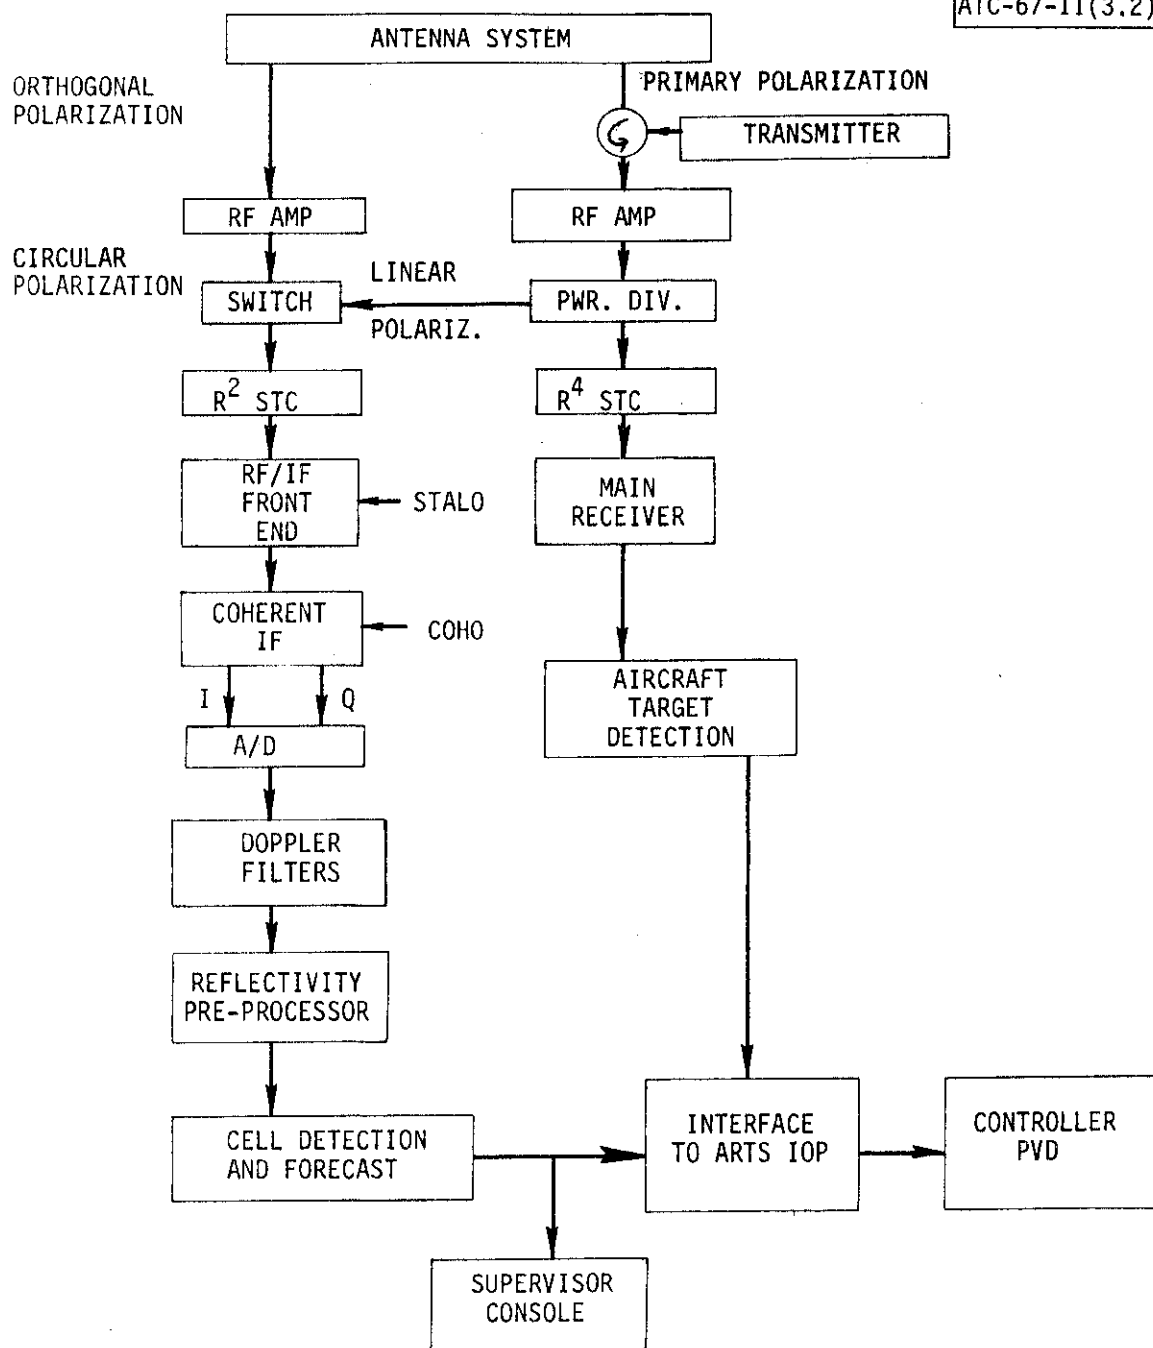 ATC-67-II(3.2)
ANTENNA SYSTEM
ORTHOGONAL
POLARIZATION
PRIMARY POLARIZATION
TRANSMITTER
RF AMP
RF AMP
CIRCULAR
POLARIZATION
LINEAR
POLARIZ.
SWITCH
PWR. DIV.
R² STC
R⁴ STC
RF/IF
FRONT
END
STALO
MAIN
RECEIVER
COHERENT
IF
COHO
I
Q
A/D
AIRCRAFT
TARGET
DETECTION
DOPPLER
FILTERS
REFLECTIVITY
PRE-PROCESSOR
CELL DETECTION
AND FORECAST
INTERFACE
TO ARTS IOP
CONTROLLER
PVD
SUPERVISOR
CONSOLE